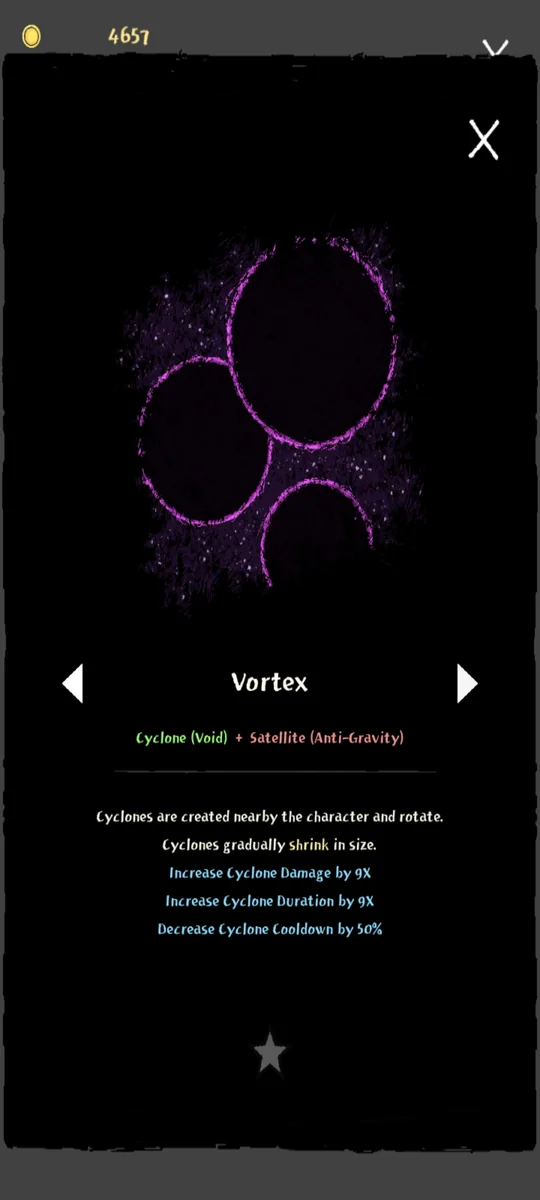 4657
X
Vortex
Cyclone (Void) + Satellite (Anti-Gravity)
Cyclones are created nearby the character and rotate.
Cyclones gradually shrink in size.
Increase Cyclone Damage by 9X
Increase Cyclone Duration by 9X
Decrease Cyclone Cooldown by 50%